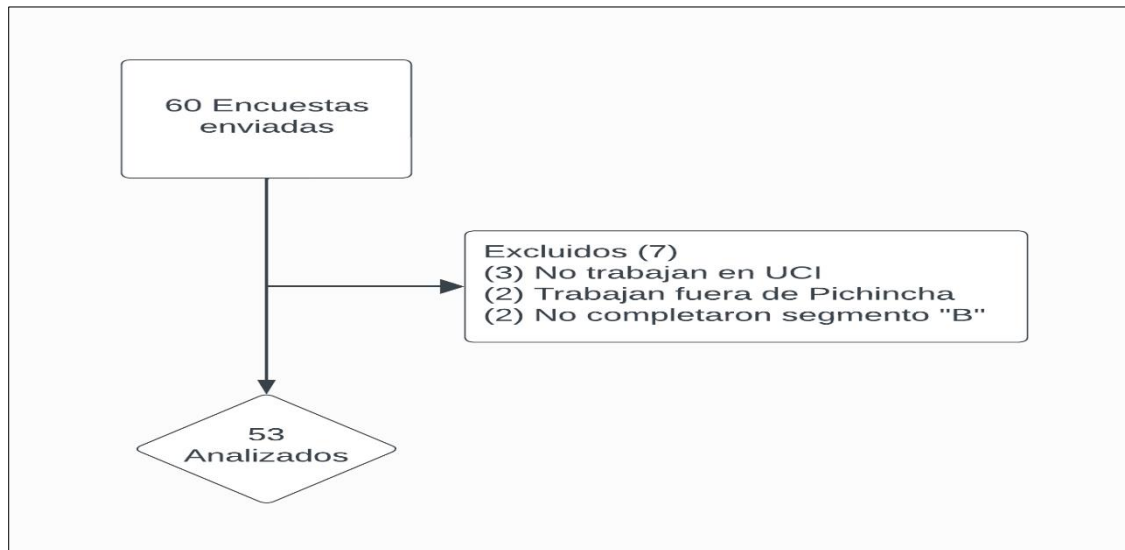 60 Encuestas
enviadas
Excluidos (7)
(3) No trabajan en UCI
(2) Trabajan fuera de Pichincha
(2) No completaron segmento "B"
53
Analizados